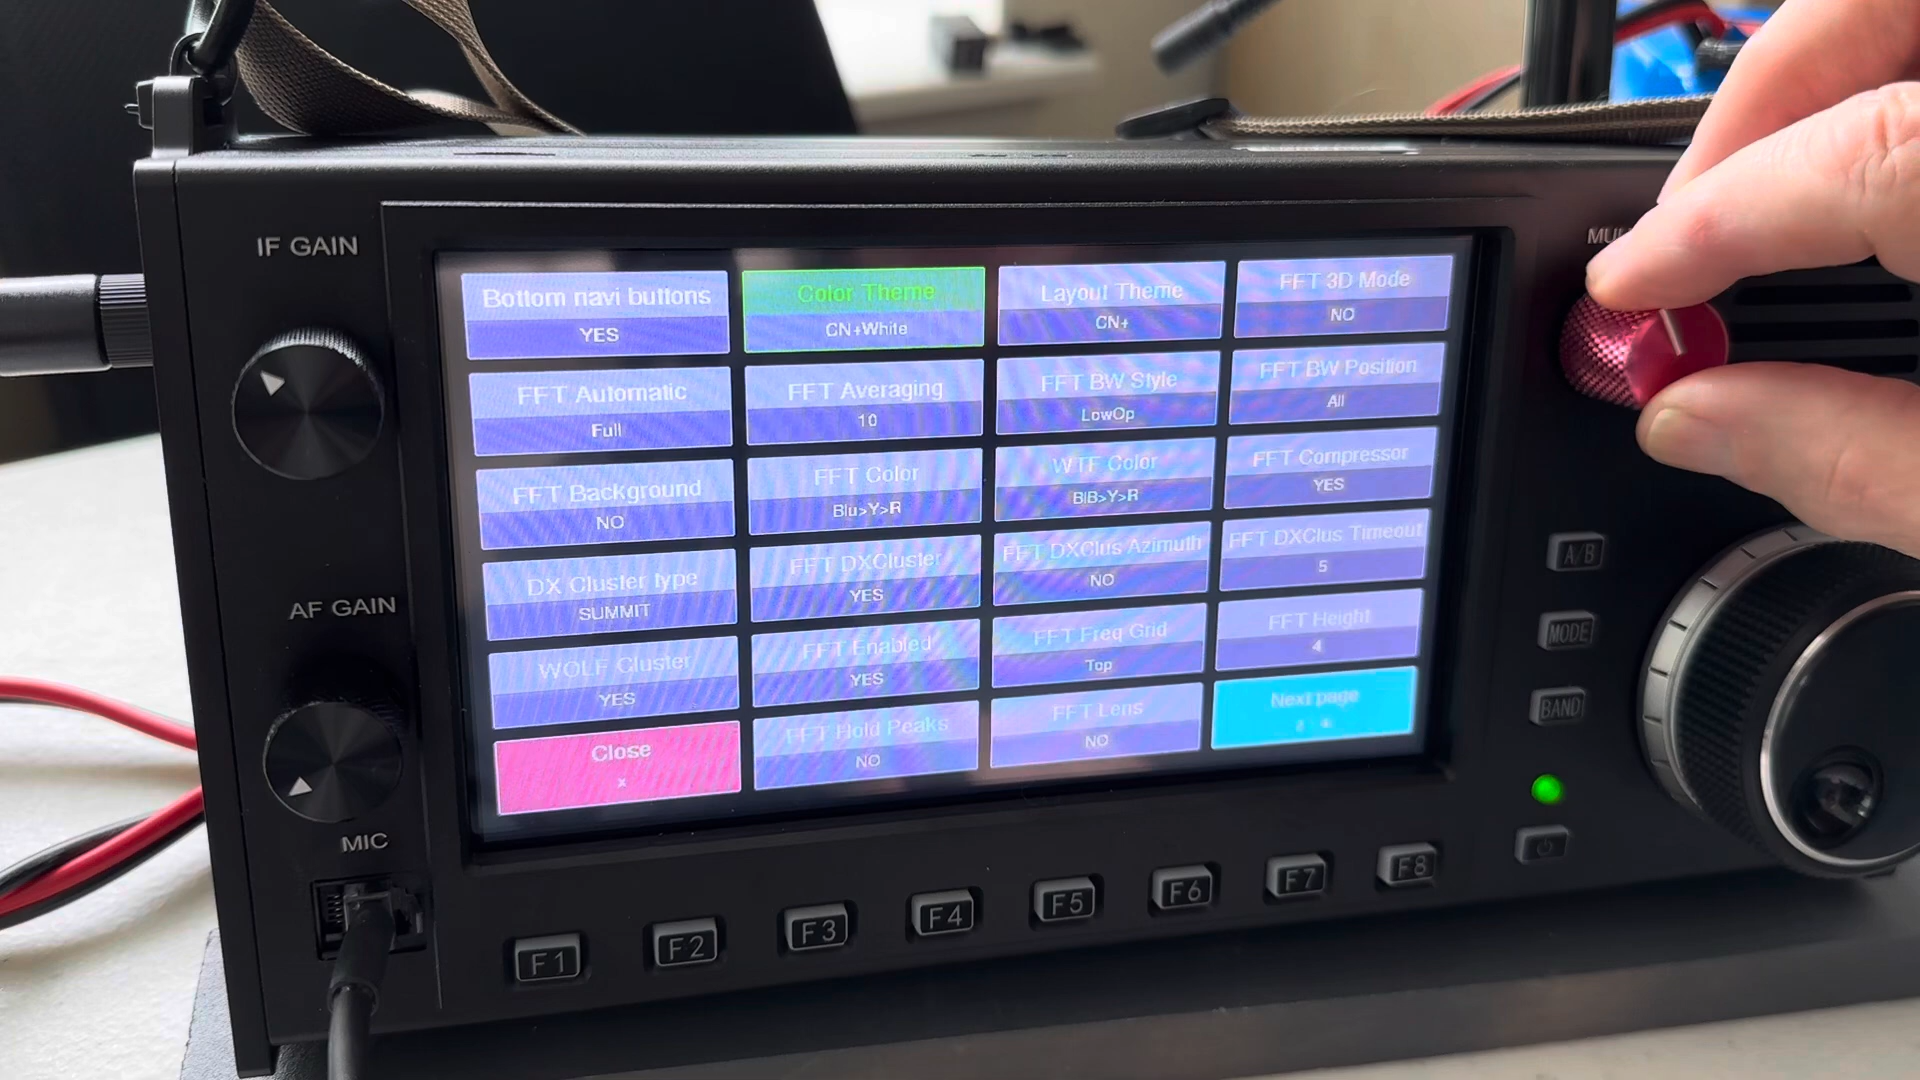 IF GAIN
Bottom navi buttons
YES
Color Theme
CN+White
Layout Theme
CN+
FFT 3D Mode
NO
FFT Automatic
Full
FFT Averaging
10
FFT BW Style
LowOp
FFT BW Position
All
FFT Background
NO
FFT Color
Blu>Y>R
WTF Color
BlB>Y>R
FFT Compressor
YES
DX Cluster type
SUMMIT
FFT DXCluster
YES
FFT DXClus Azimuth
NO
FFT DXClus Timeout
5
WOLF Cluster
YES
FFT Enabled
YES
FFT Freq Grid
Top
FFT Height
4
Close
x
FFT Hold Peaks
NO
FFT Lens
NO
Next page
A/B
MODE
BAND
AF GAIN
MIC
F1
F2
F3
F4
F5
F6
F7
F8